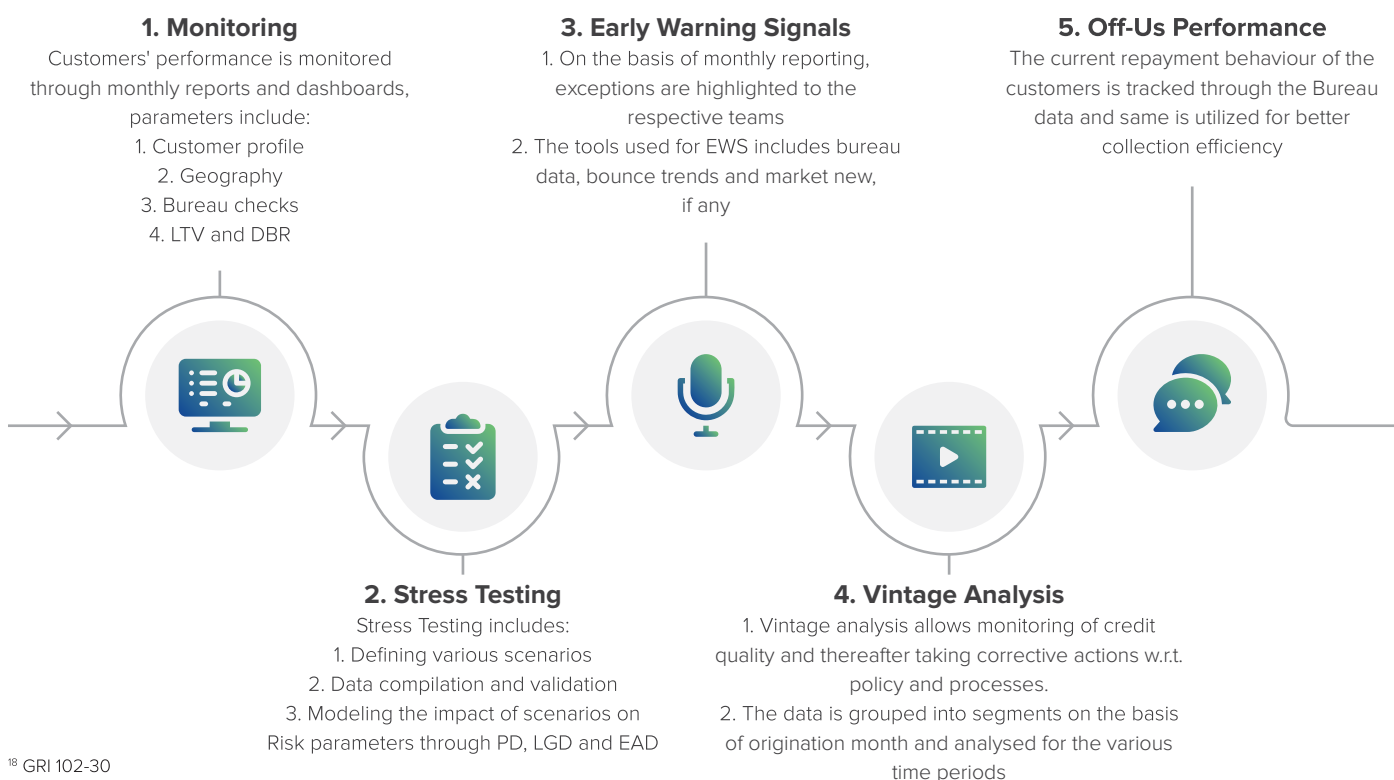 1. Monitoring
Customers' performance is monitored
through monthly reports and dashboards,
parameters include:
1. Customer profile
2. Geography
3. Bureau checks
4. LTV and DBR
2. Stress Testing
Stress Testing includes:
1. Defining various scenarios
2. Data compilation and validation
3. Modeling the impact of scenarios on
Risk parameters through PD, LGD and EAD
3. Early Warning Signals
1. On the basis of monthly reporting,
exceptions are highlighted to the
respective teams
2. The tools used for EWS includes bureau
data, bounce trends and market new,
if any
4. Vintage Analysis
1. Vintage analysis allows monitoring of credit
quality and thereafter taking corrective actions w.r.t.
policy and processes.
2. The data is grouped into segments on the basis
of origination month and analysed for the various
time periods
5. Off-Us Performance
The current repayment behaviour of the
customers is tracked through the Bureau
data and same is utilized for better
collection efficiency
18 GRI 102-30